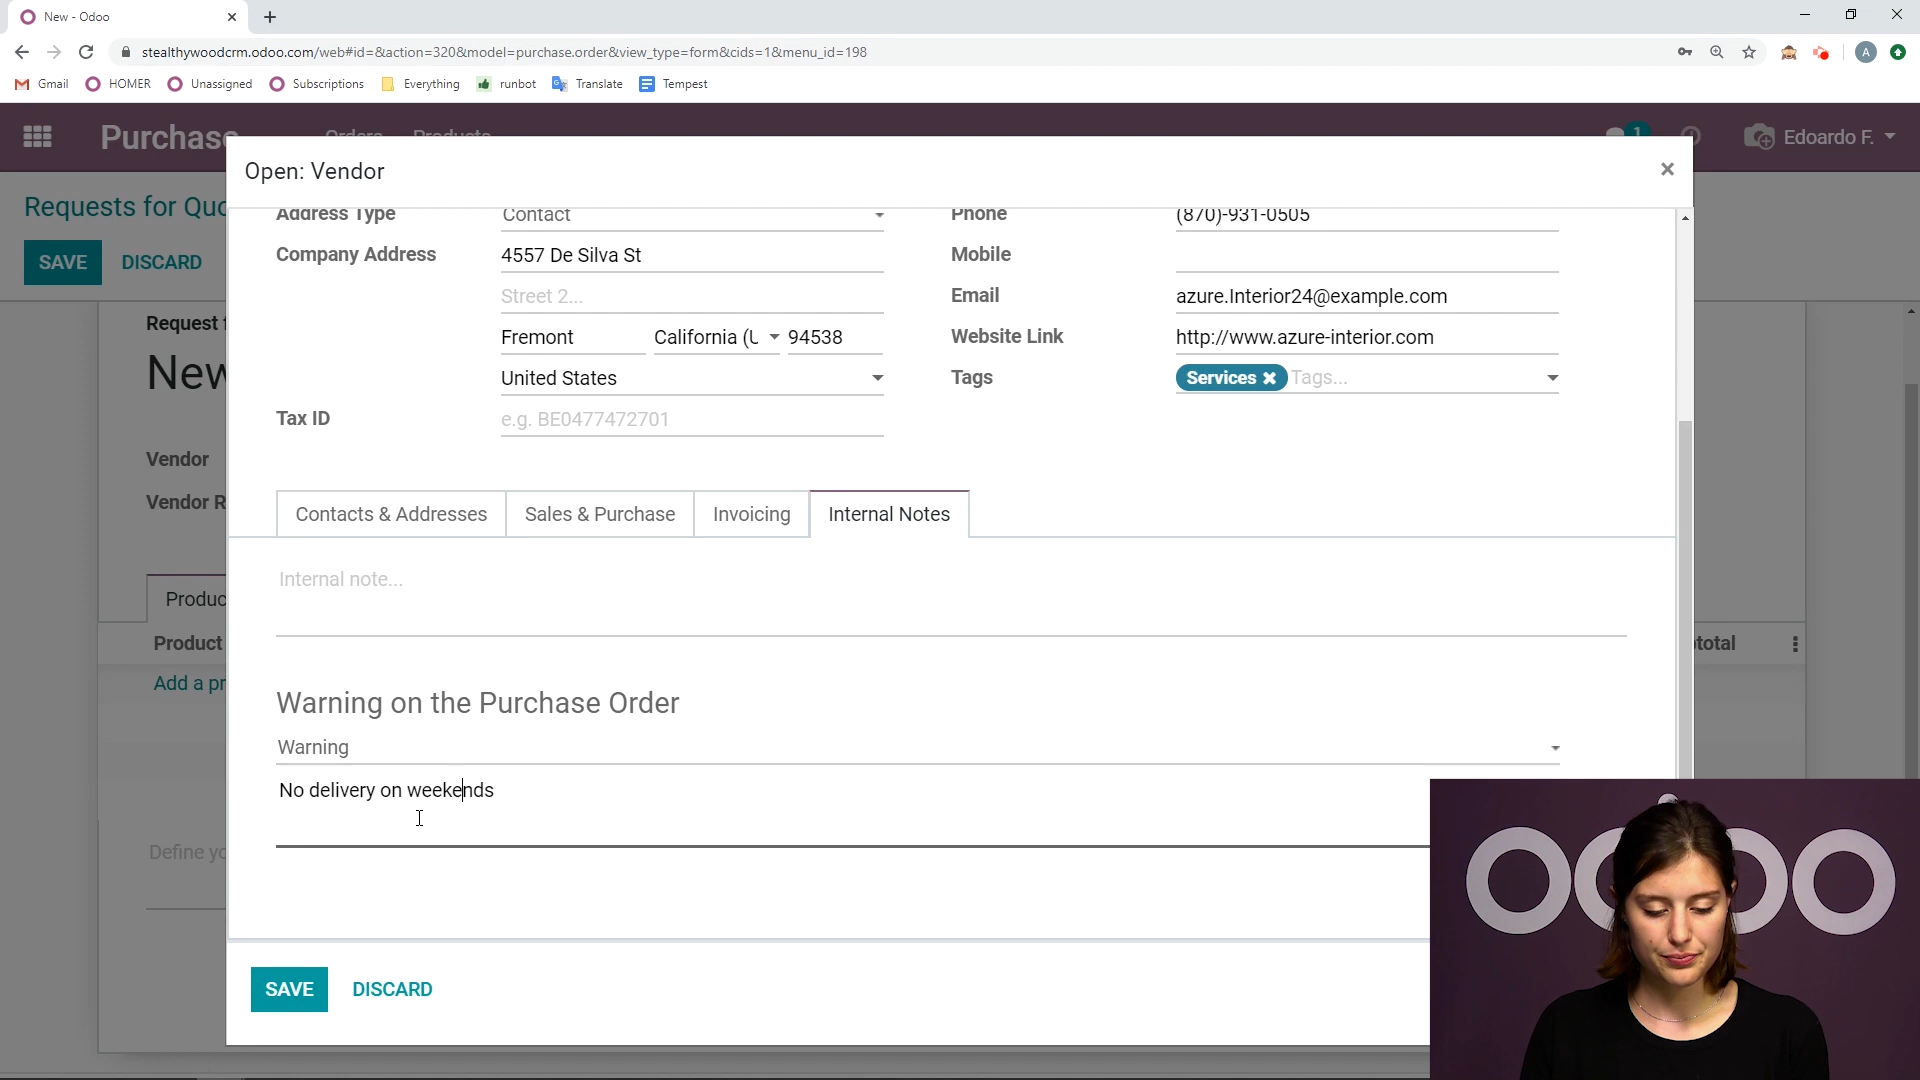 New - Odoo
stealthywoodcrm.odoo.com/web#id=&action=320&model=purchase.order&view_type=form&cids=1&menu_id=198
A
Gmail HOMER Unassigned Subscriptions Everything runbot Translate Tempest
Purchase Orders Products 1 Edoardo F.
Open: Vendor
Requests for Quo
SAVE DISCARD
Address Type Contact Phone (870)-931-0505
Company Address 4557 De Silva St Mobile
Street 2... Email azure.Interior24@example.com
Request f
Fremont California (U 94538 Website Link http://www.azure-interior.com
New
United States Tags Services Tags...
Tax ID e.g. BE0477472701
Vendor
Vendor R
Contacts & Addresses Sales & Purchase Invoicing Internal Notes
Internal note...
Produc
Product total
Add a pr
Warning on the Purchase Order
Warning
No delivery on weekends
Define yo
odoo
SAVE DISCARD